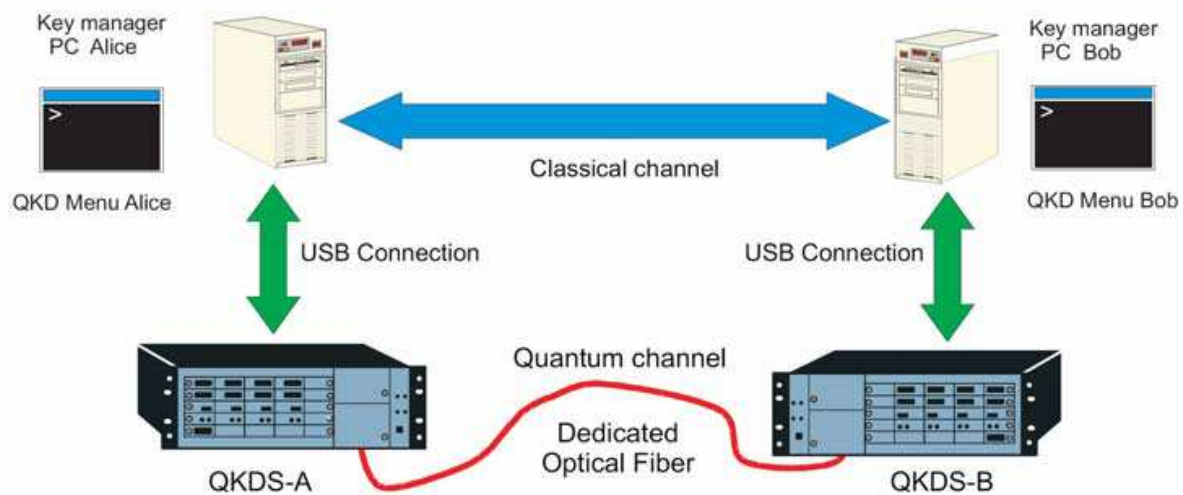 Key manager
PC Alice
>
QKD Menu Alice
Classical channel
Key manager
PC Bob
>
QKD Menu Bob
USB Connection
USB Connection
Quantum channel
Dedicated
Optical Fiber
QKDS-A
QKDS-B